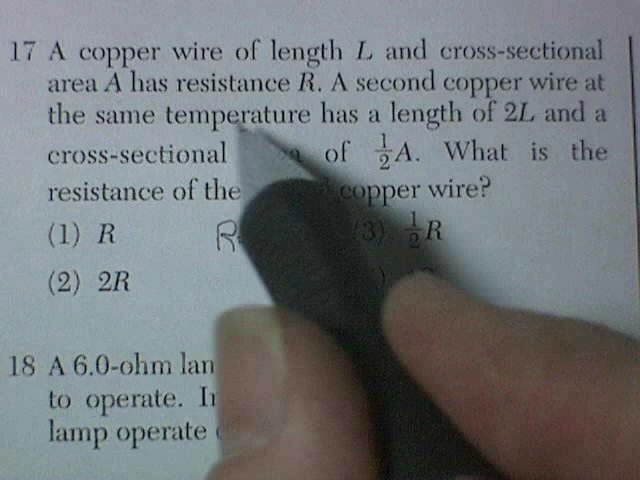 17 A copper wire of length L and cross-sectional
area A has resistance R. A second copper wire at
the same temperature has a length of 2L and a
cross-sectional of ½A. What is the
resistance of the copper wire?
(1) R (3) ½R
(2) 2R
18 A 6.0-ohm
to operate.
lamp operate